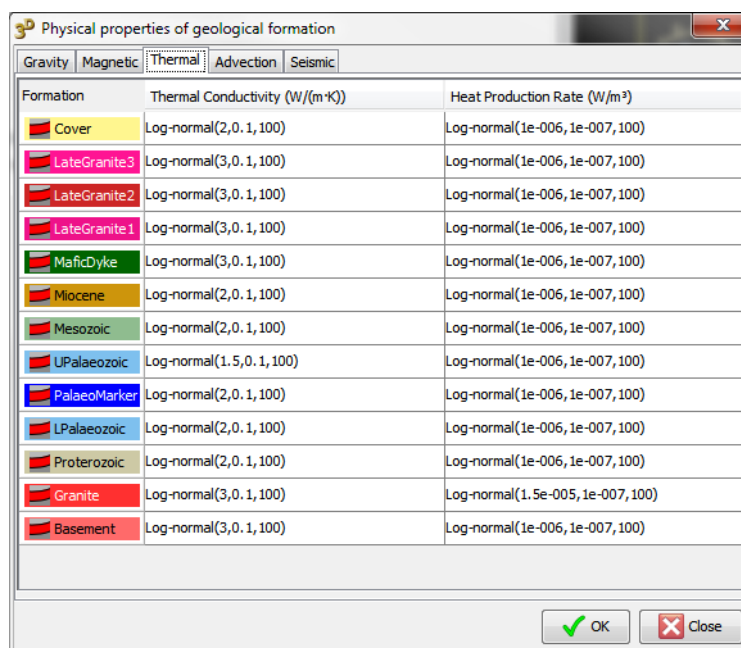 3D Physical properties of geological formation
Gravity Magnetic Thermal Advection Seismic
Formation Thermal Conductivity (W/(m·K)) Heat Production Rate (W/m³)
Cover Log-normal(2,0.1,100) Log-normal(1e-006,1e-007,100)
LateGranite3 Log-normal(3,0.1,100) Log-normal(1e-006,1e-007,100)
LateGranite2 Log-normal(3,0.1,100) Log-normal(1e-006,1e-007,100)
LateGranite1 Log-normal(3,0.1,100) Log-normal(1e-006,1e-007,100)
MaficDyke Log-normal(3,0.1,100) Log-normal(1e-006,1e-007,100)
Miocene Log-normal(2,0.1,100) Log-normal(1e-006,1e-007,100)
Mesozoic Log-normal(2,0.1,100) Log-normal(1e-006,1e-007,100)
UPalaeozoic Log-normal(1.5,0.1,100) Log-normal(1e-006,1e-007,100)
PalaeoMarker Log-normal(2,0.1,100) Log-normal(1e-006,1e-007,100)
LPalaeozoic Log-normal(2,0.1,100) Log-normal(1e-006,1e-007,100)
Proterozoic Log-normal(2,0.1,100) Log-normal(1e-006,1e-007,100)
Granite Log-normal(3,0.1,100) Log-normal(1.5e-005,1e-007,100)
Basement Log-normal(3,0.1,100) Log-normal(1e-006,1e-007,100)
OK Close